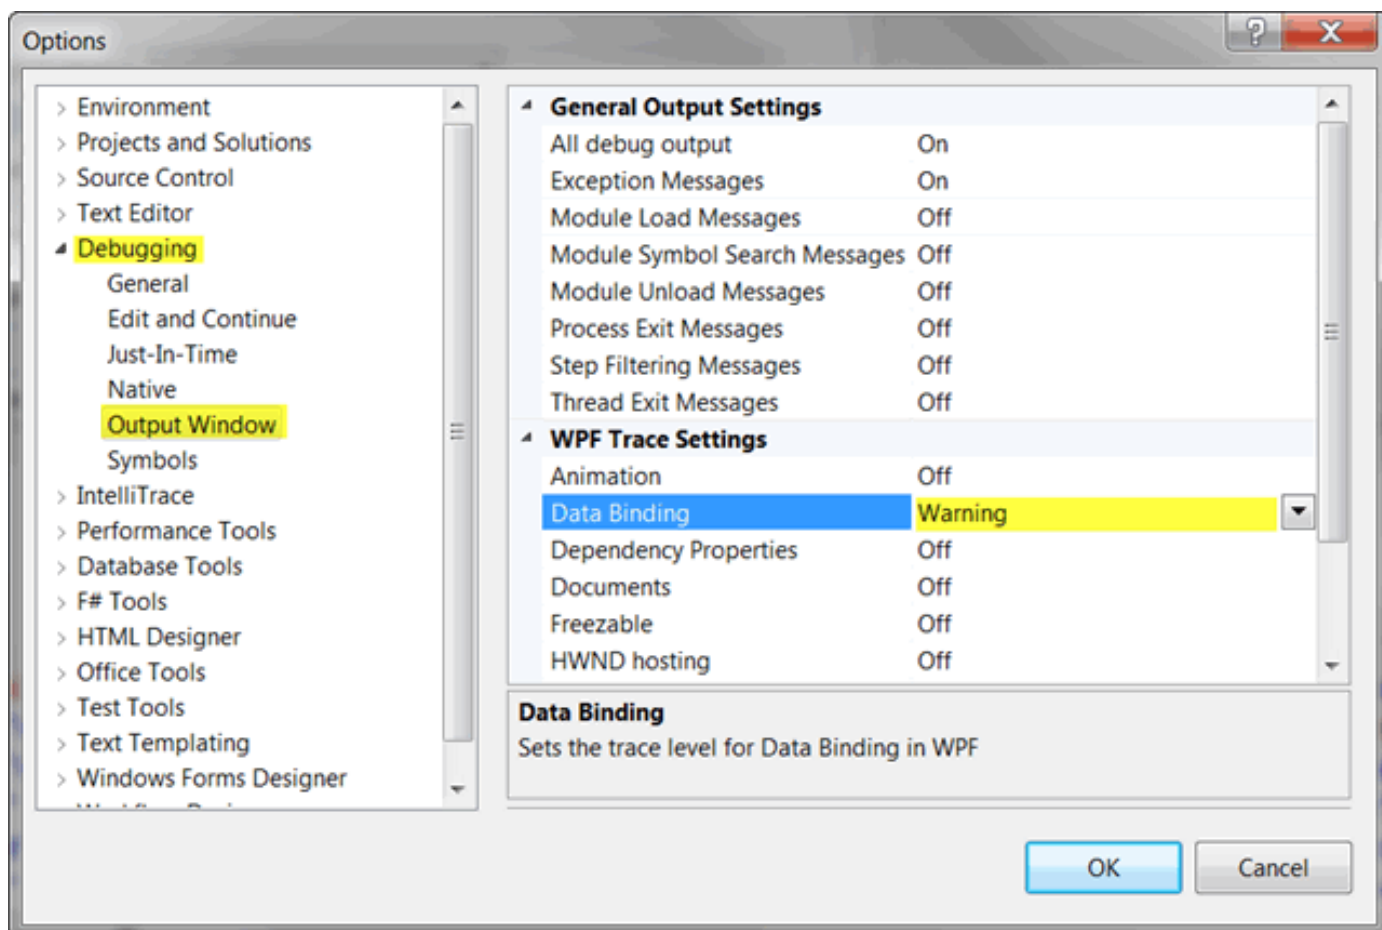 Options
Environment
Projects and Solutions
Source Control
Text Editor
Debugging
General
Edit and Continue
Just-In-Time
Native
Output Window
Symbols
IntelliTrace
Performance Tools
Database Tools
F# Tools
HTML Designer
Office Tools
Test Tools
Text Templating
Windows Forms Designer
General Output Settings
All debug output On
Exception Messages On
Module Load Messages Off
Module Symbol Search Messages Off
Module Unload Messages Off
Process Exit Messages Off
Step Filtering Messages Off
Thread Exit Messages Off
WPF Trace Settings
Animation Off
Data Binding Warning
Dependency Properties Off
Documents Off
Freezable Off
HWND hosting Off
Data Binding
Sets the trace level for Data Binding in WPF
OK
Cancel